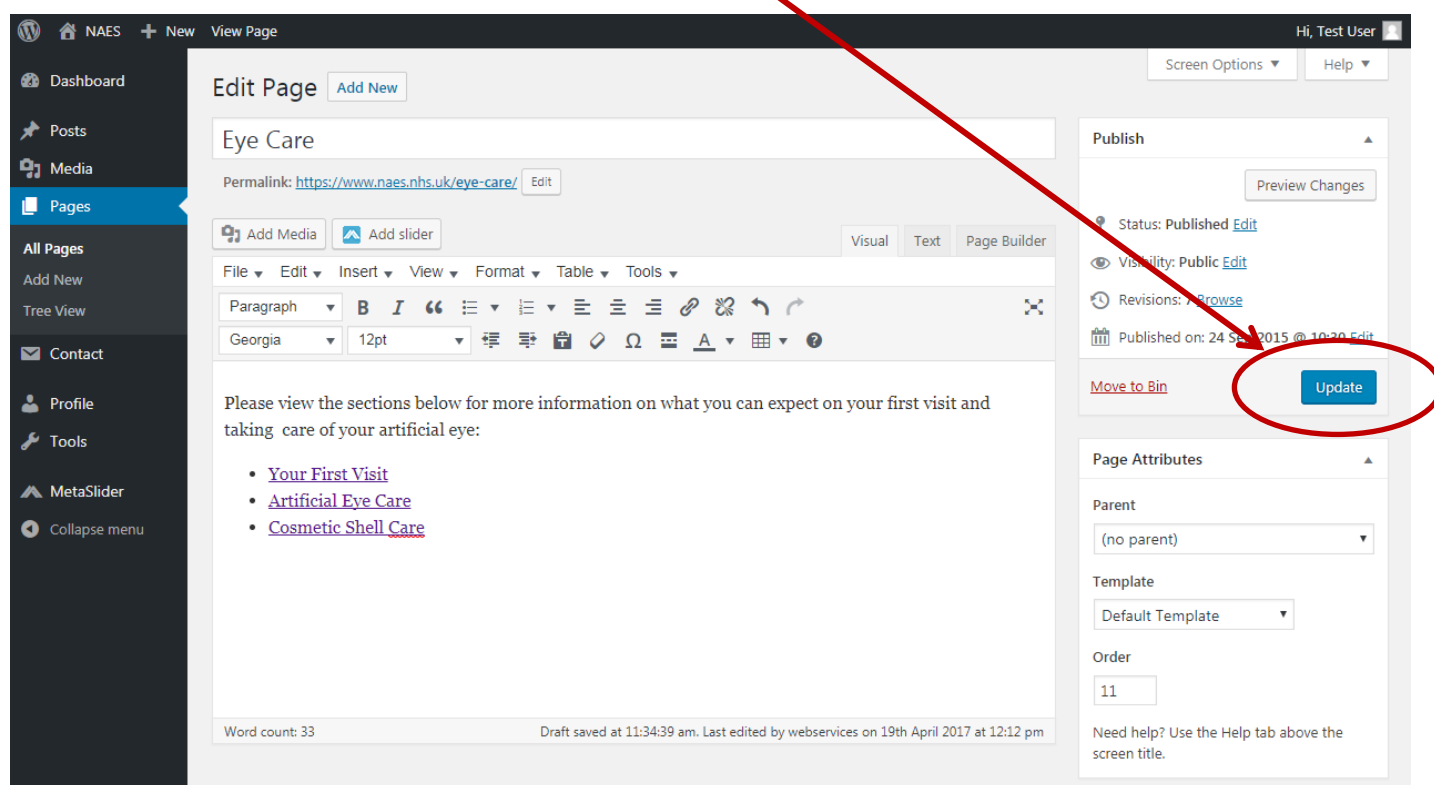 NAES + New View Page Hi, Test User
Screen Options Help
Dashboard
Posts
Media
Pages
All Pages
Add New
Tree View
Contact
Profile
Tools
MetaSlider
Collapse menu
Edit Page Add New
Eye Care
Permalink: https://www.naes.nhs.uk/eye-care/ Edit
Add Media Add slider Visual Text Page Builder
File Edit Insert View Format Table Tools
Paragraph B I
Georgia 12pt Ω A
Please view the sections below for more information on what you can expect on your first visit and
taking care of your artificial eye:
• Your First Visit
• Artificial Eye Care
• Cosmetic Shell Care
Word count: 33 Draft saved at 11:34:39 am. Last edited by webservices on 19th April 2017 at 12:12 pm
Publish
Preview Changes
Status: Published Edit
Visibility: Public Edit
Revisions: 7 Browse
Published on: 24 Sep 2015 @ 10:30 Edit
Move to Bin Update
Page Attributes
Parent
(no parent)
Template
Default Template
Order
11
Need help? Use the Help tab above the
screen title.